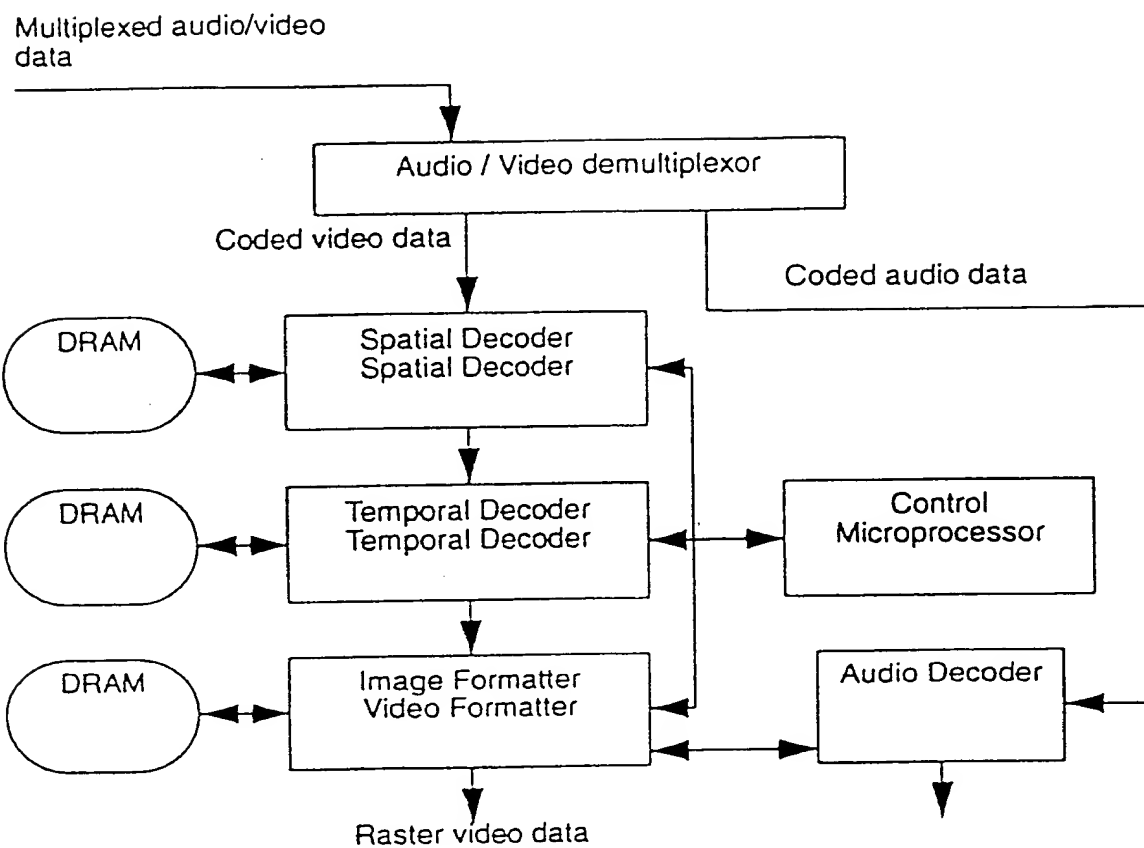 Multiplexed audio/video
data
Audio / Video demultiplexor
Coded video data
Coded audio data
DRAM
Spatial Decoder
Spatial Decoder
DRAM
Temporal Decoder
Temporal Decoder
Control
Microprocessor
DRAM
Image Formatter
Video Formatter
Audio Decoder
Raster video data